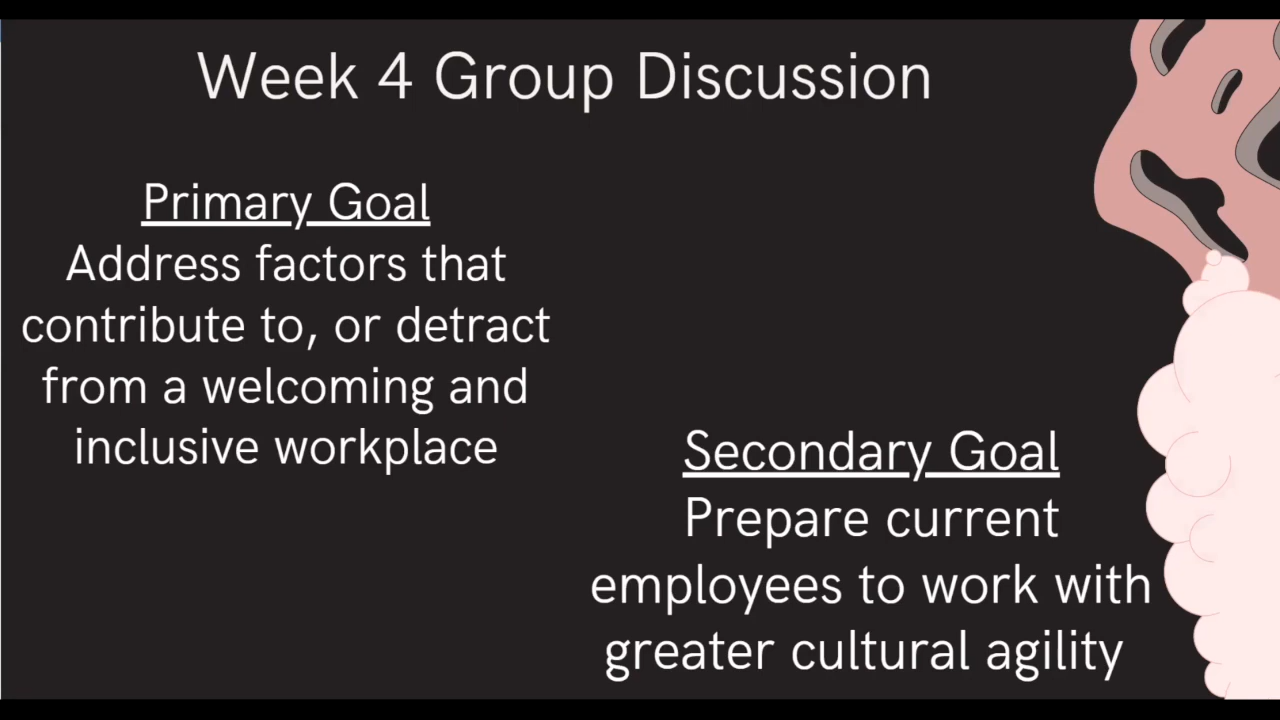 Week 4 Group Discussion
Primary Goal
Address factors that
contribute to, or detract
from a welcoming and
inclusive workplace
Secondary Goal
Prepare current
employees to work with
greater cultural agility